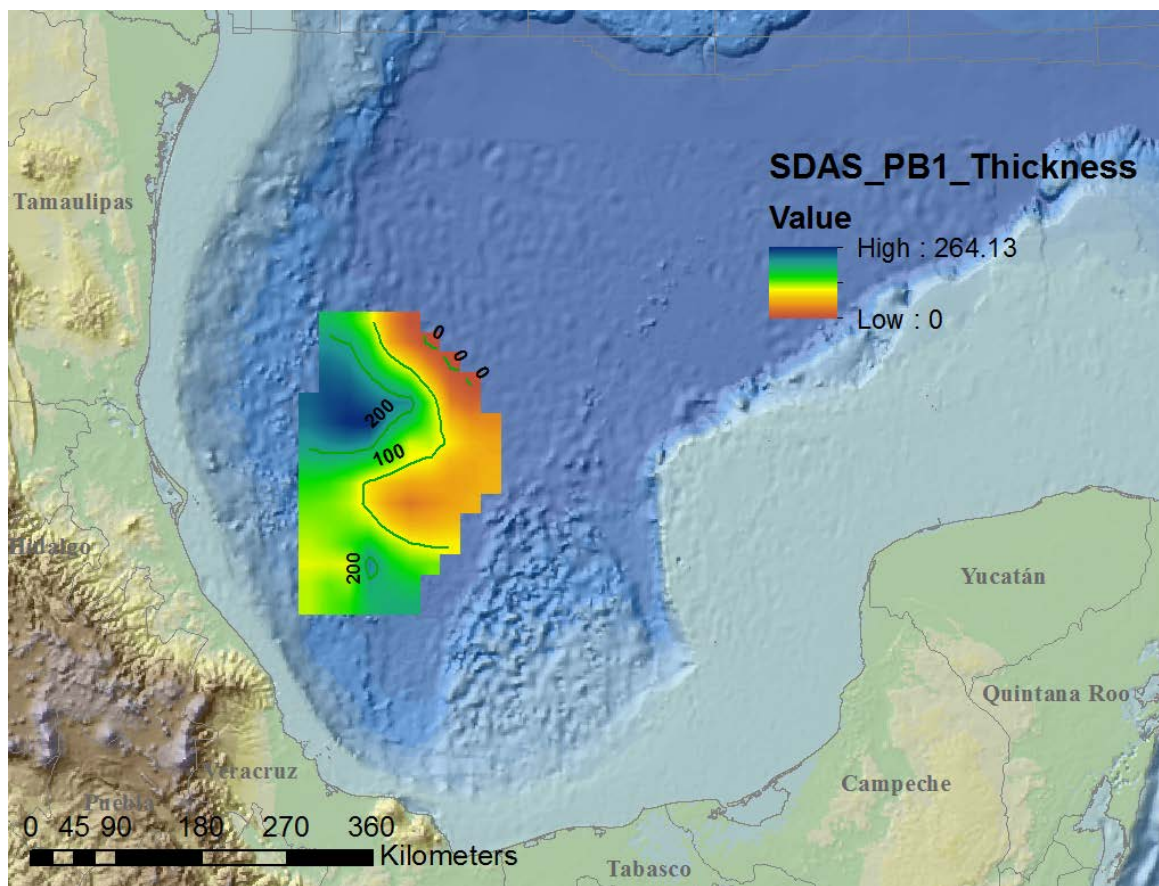 SDAS_PB1_Thickness
Value
High : 264.13
Low : 0
Tamaulipas
0
0
0
200
100
200
Hidalgo
Yucatán
Quintana Roo
Veracruz
Campeche
Puebla
0 45 90 180 270 360
Kilometers
Tabasco